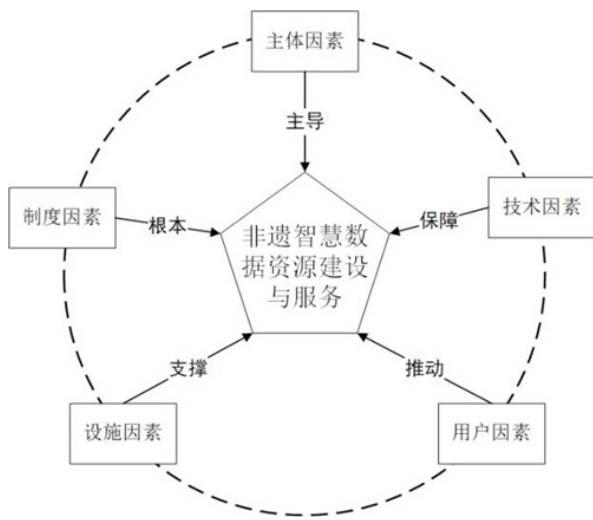 主体因素
主导
制度因素
根本
保障
技术因素
非遗智慧数
据资源建设
与服务
支撑
推动
设施因素
用户因素